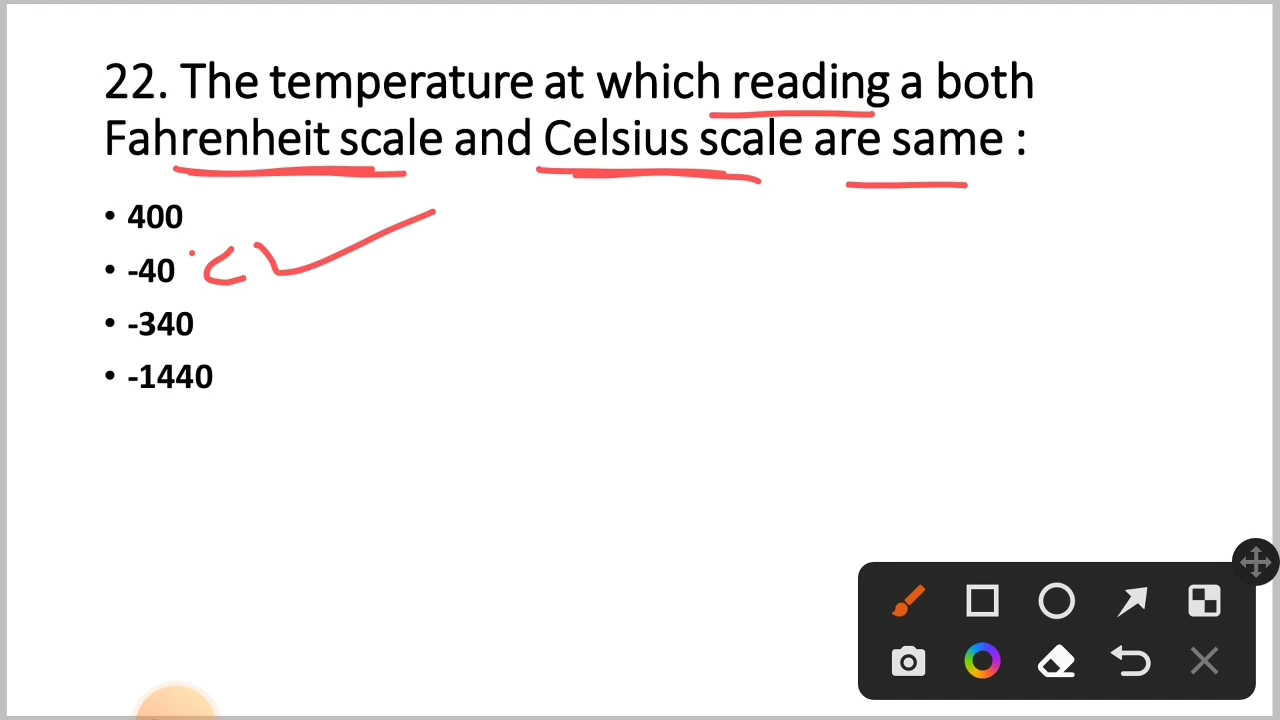 22. The temperature at which reading a both
Fahrenheit scale and Celsius scale are same :
• 400
• -40 °C
• -340
• -1440